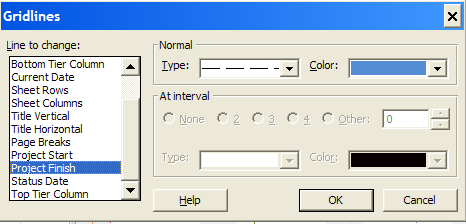 Gridlines
Line to change:
Bottom Tier Column
Current Date
Sheet Rows
Sheet Columns
Title Vertical
Title Horizontal
Page Breaks
Project Start
Project Finish
Status Date
Top Tier Column
Normal
Type: Color:
At interval
None 2 3 4 Other: 0
Type: Color:
Help OK Cancel